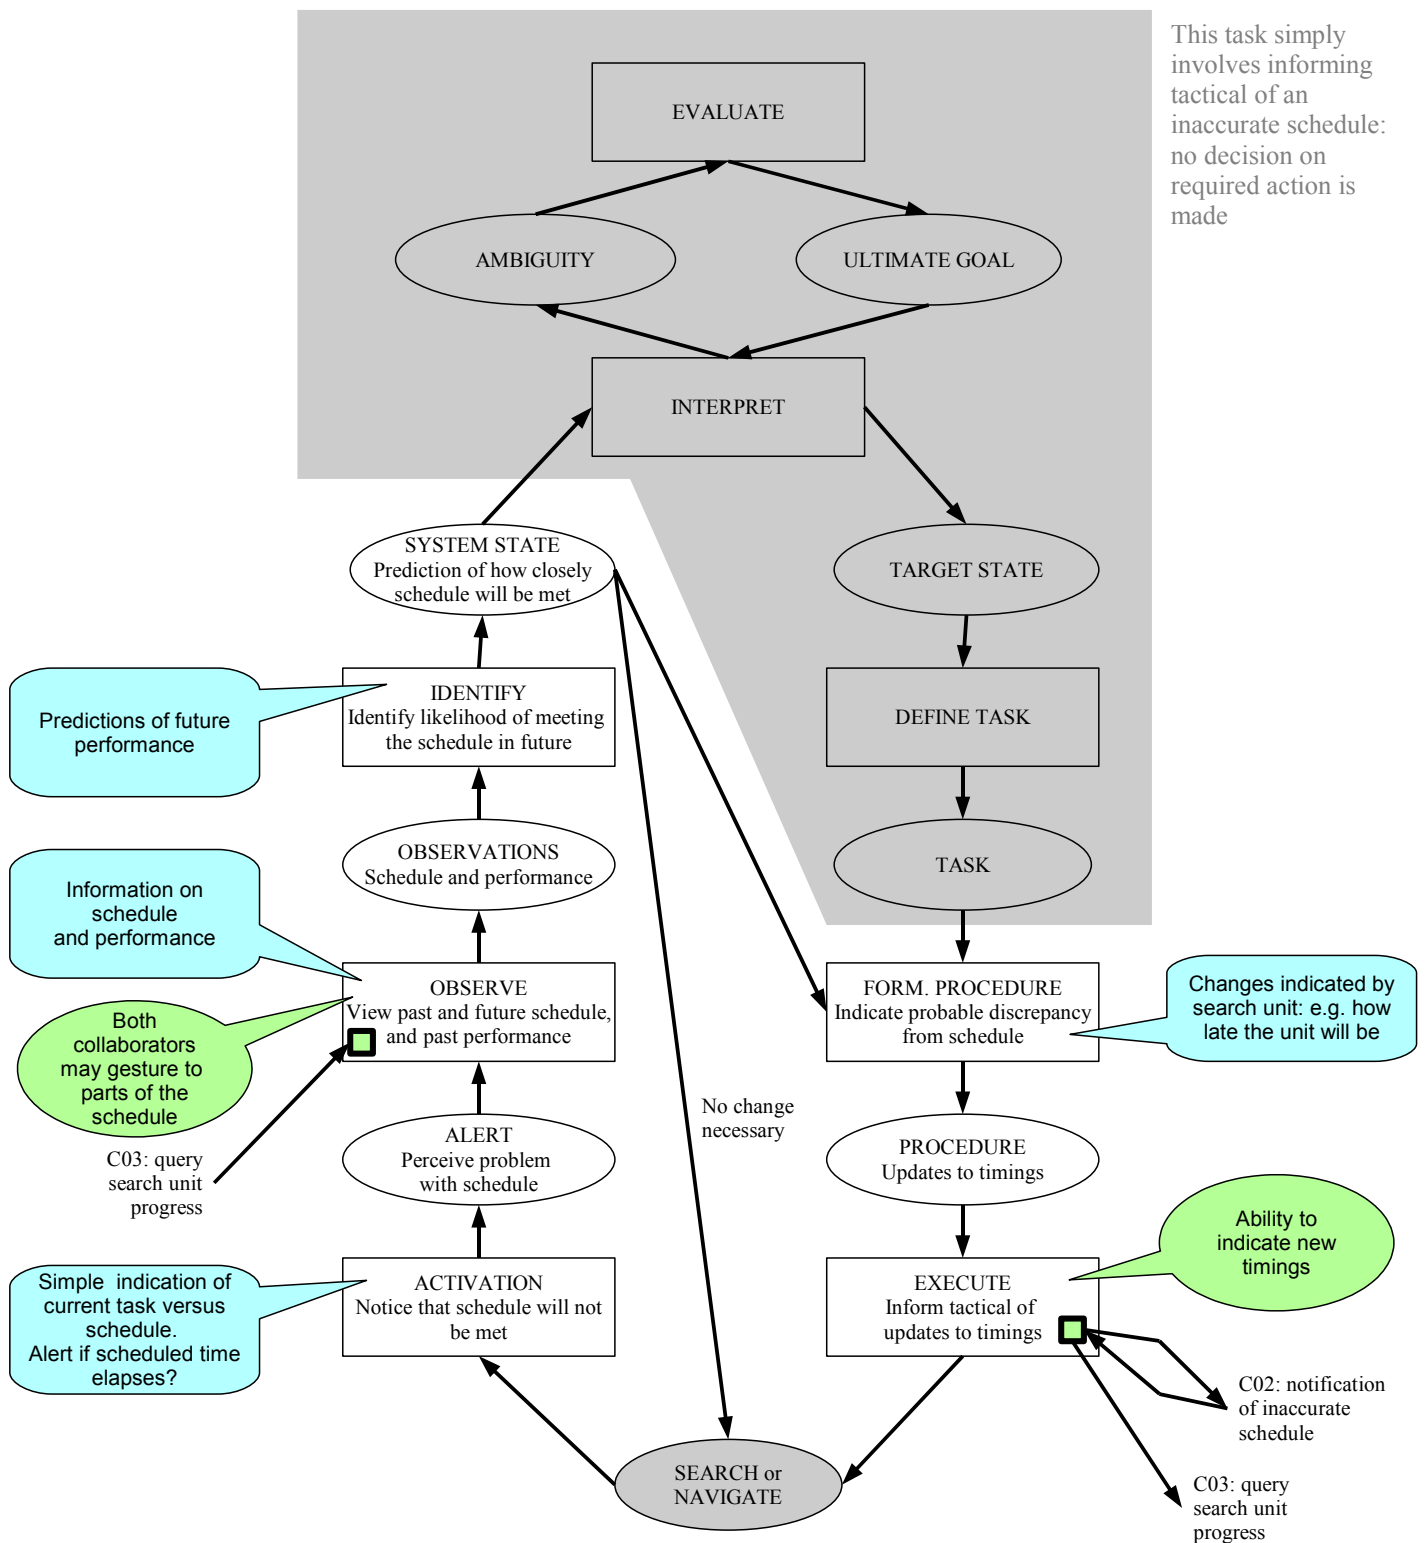 This task simply
involves informing
tactical of an
inaccurate schedule:
no decision on
required action is
made
EVALUATE
AMBIGUITY
ULTIMATE GOAL
INTERPRET
SYSTEM STATE
Prediction of how closely
schedule will be met
TARGET STATE
IDENTIFY
Identify likelihood of meeting
the schedule in future
Predictions of future
performance
DEFINE TASK
OBSERVATIONS
Schedule and performance
TASK
Information on
schedule
and performance
OBSERVE
View past and future schedule,
and past performance
FORM. PROCEDURE
Indicate probable discrepancy
from schedule
Changes indicated by
search unit: e.g. how
late the unit will be
Both
collaborators
may gesture to
parts of the
schedule
No change
necessary
ALERT
Perceive problem
with schedule
PROCEDURE
Updates to timings
C03: query
search unit
progress
Ability to
indicate new
timings
Simple indication of
current task versus
schedule.
Alert if scheduled time
elapses?
ACTIVATION
Notice that schedule will not
be met
EXECUTE
Inform tactical of
updates to timings
C02: notification
of inaccurate
schedule
SEARCH or
NAVIGATE
C03: query
search unit
progress